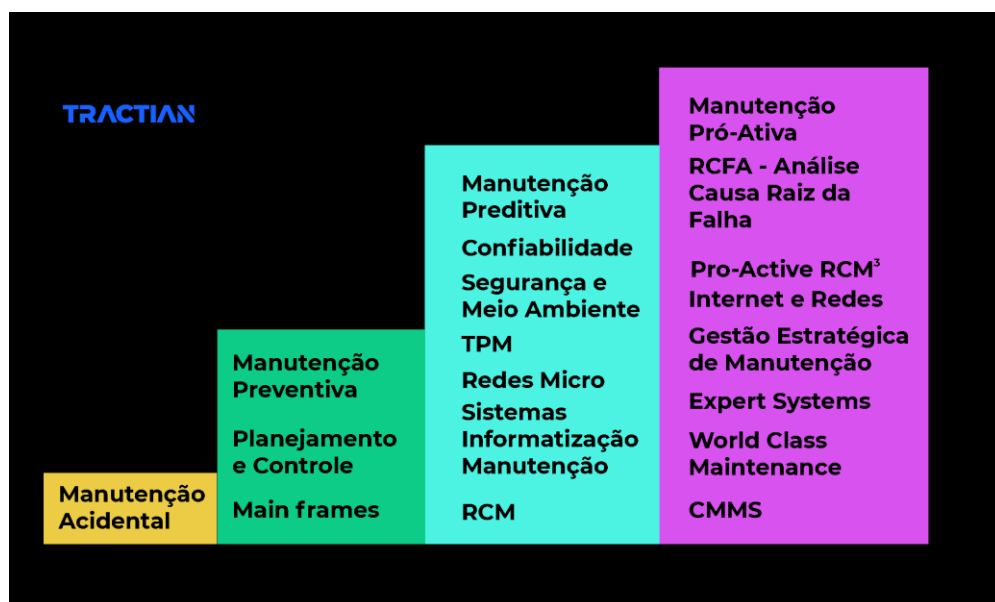 TRACTIAN
Manutenção
Acidental
Manutenção
Preventiva
Planejamento
e Controle
Main frames
Manutenção
Preditiva
Confiabilidade
Segurança e
Meio Ambiente
TPM
Redes Micro
Sistemas
Informatização
Manutenção
RCM
Manutenção
Pró-Ativa
RCFA - Análise
Causa Raiz da
Falha
Pro-Active RCM³
Internet e Redes
Gestão Estratégica
de Manutenção
Expert Systems
World Class
Maintenance
CMMS